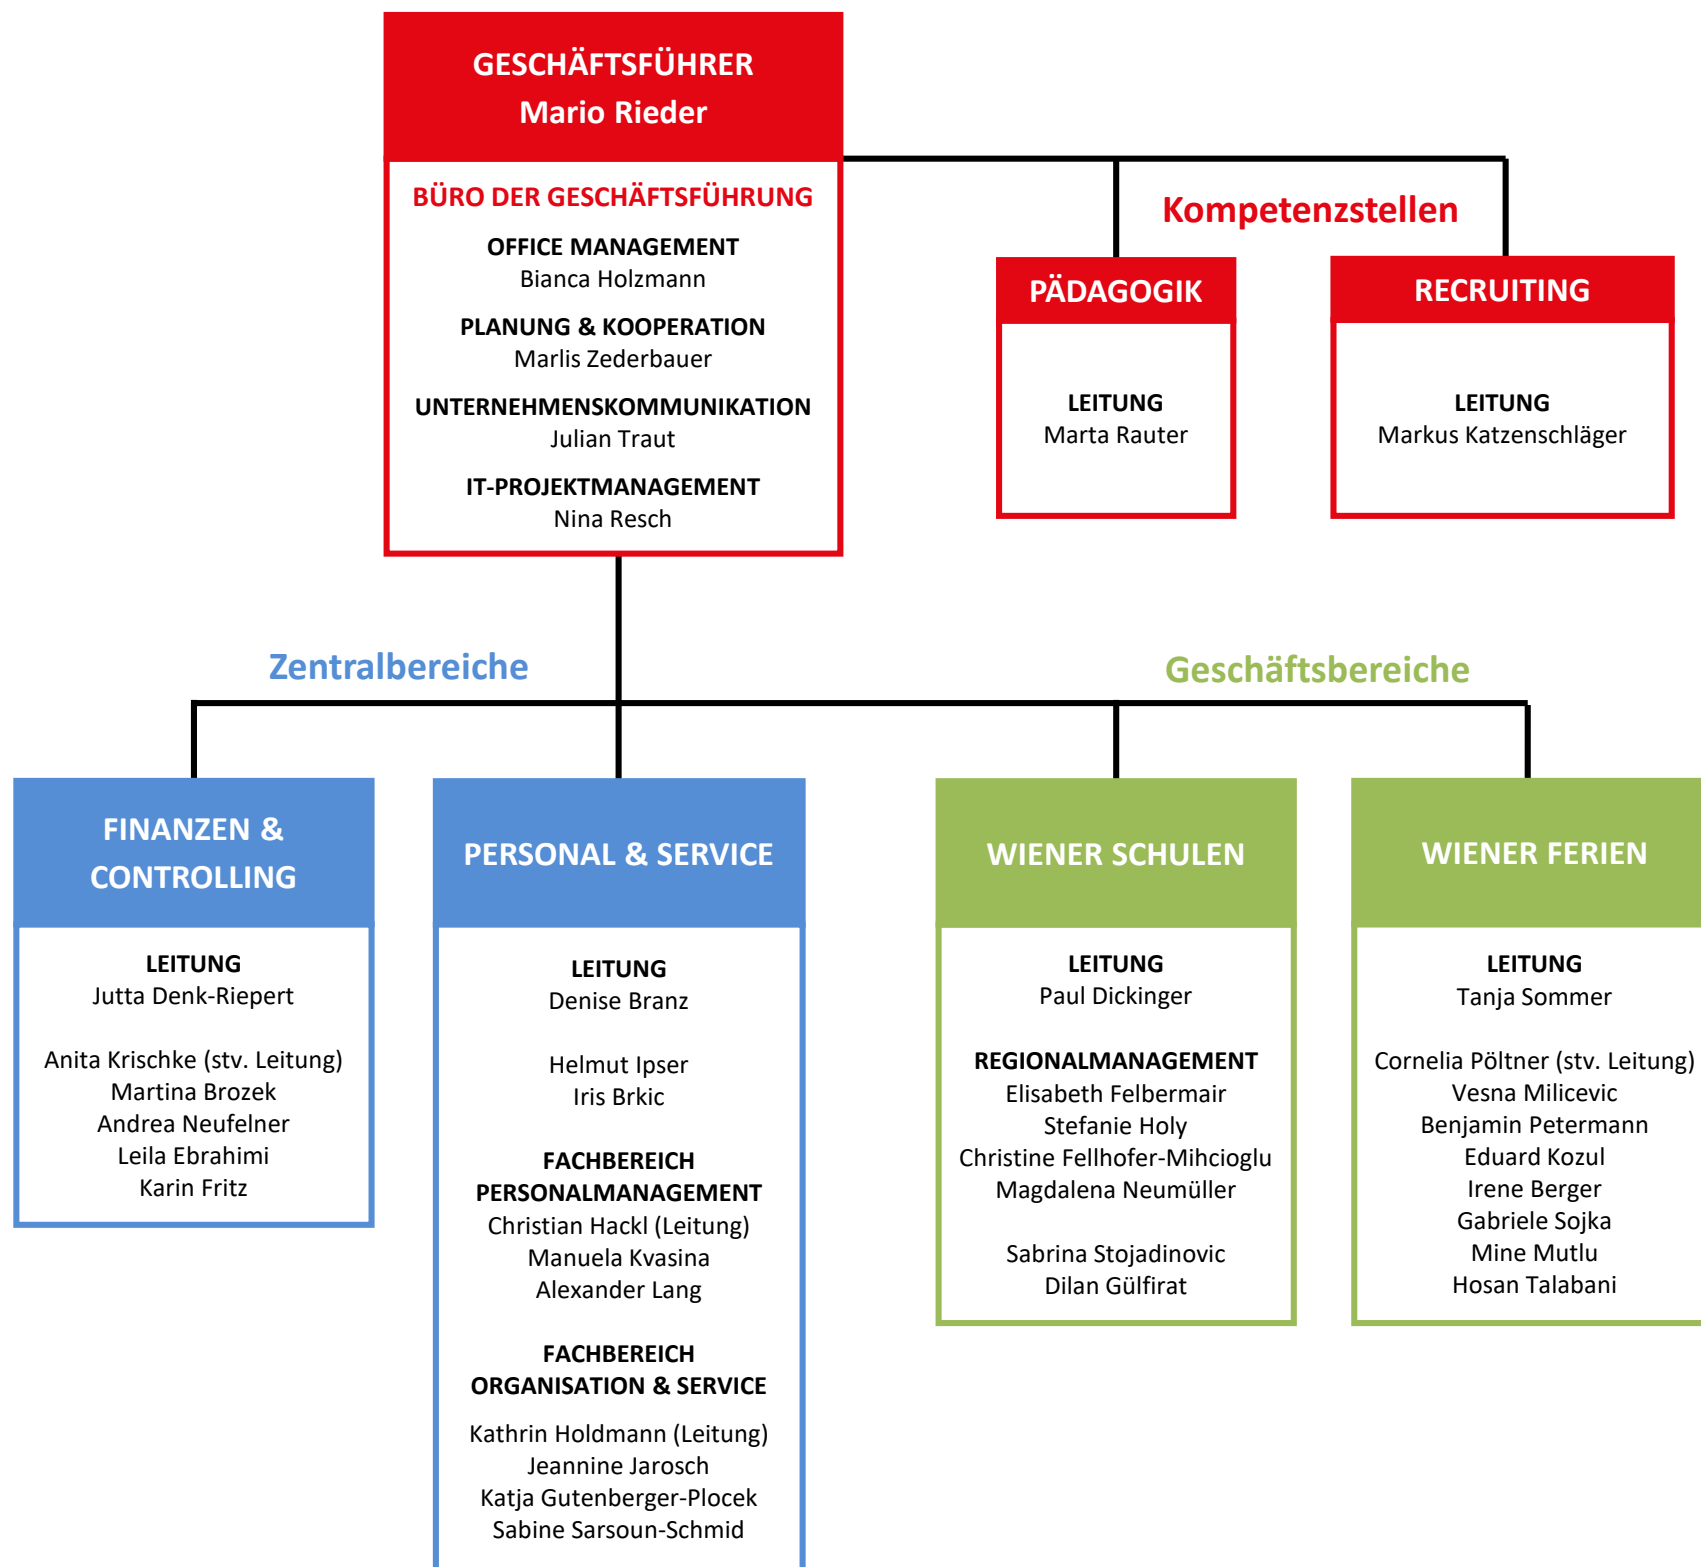 GESCHÄFTSFÜHRER
Mario Rieder
BÜRO DER GESCHÄFTSFÜHRUNG
OFFICE MANAGEMENT
Bianca Holzmann
PLANUNG & KOOPERATION
Marlis Zederbauer
UNTERNEHMENSKOMMUNIKATION
Julian Traut
IT-PROJEKTMANAGEMENT
Nina Resch
Kompetenzstellen
PÄDAGOGIK
LEITUNG
Marta Rauter
RECRUITING
LEITUNG
Markus Katzenschläger
Zentralbereiche
Geschäftsbereiche
FINANZEN &
CONTROLLING
LEITUNG
Jutta Denk-Riepert
Anita Krischke (stv. Leitung)
Martina Brozek
Andrea Neufelner
Leila Ebrahimi
Karin Fritz
PERSONAL & SERVICE
LEITUNG
Denise Branz
Helmut Ipser
Iris Brkic
FACHBEREICH
PERSONALMANAGEMENT
Christian Hackl (Leitung)
Manuela Kvasina
Alexander Lang
FACHBEREICH
ORGANISATION & SERVICE
Kathrin Holdmann (Leitung)
Jeannine Jarosch
Katja Gutenberger-Plocek
Sabine Sarsoun-Schmid
WIENER SCHULEN
LEITUNG
Paul Dickinger
REGIONALMANAGEMENT
Elisabeth Felbermair
Stefanie Holy
Christine Fellhofer-Mihcioglu
Magdalena Neumüller
Sabrina Stojadinovic
Dilan Gülfirat
WIENER FERIEN
LEITUNG
Tanja Sommer
Cornelia Pöltner (stv. Leitung)
Vesna Milicevic
Benjamin Petermann
Eduard Kozul
Irene Berger
Gabriele Sojka
Mine Mutlu
Hosan Talabani